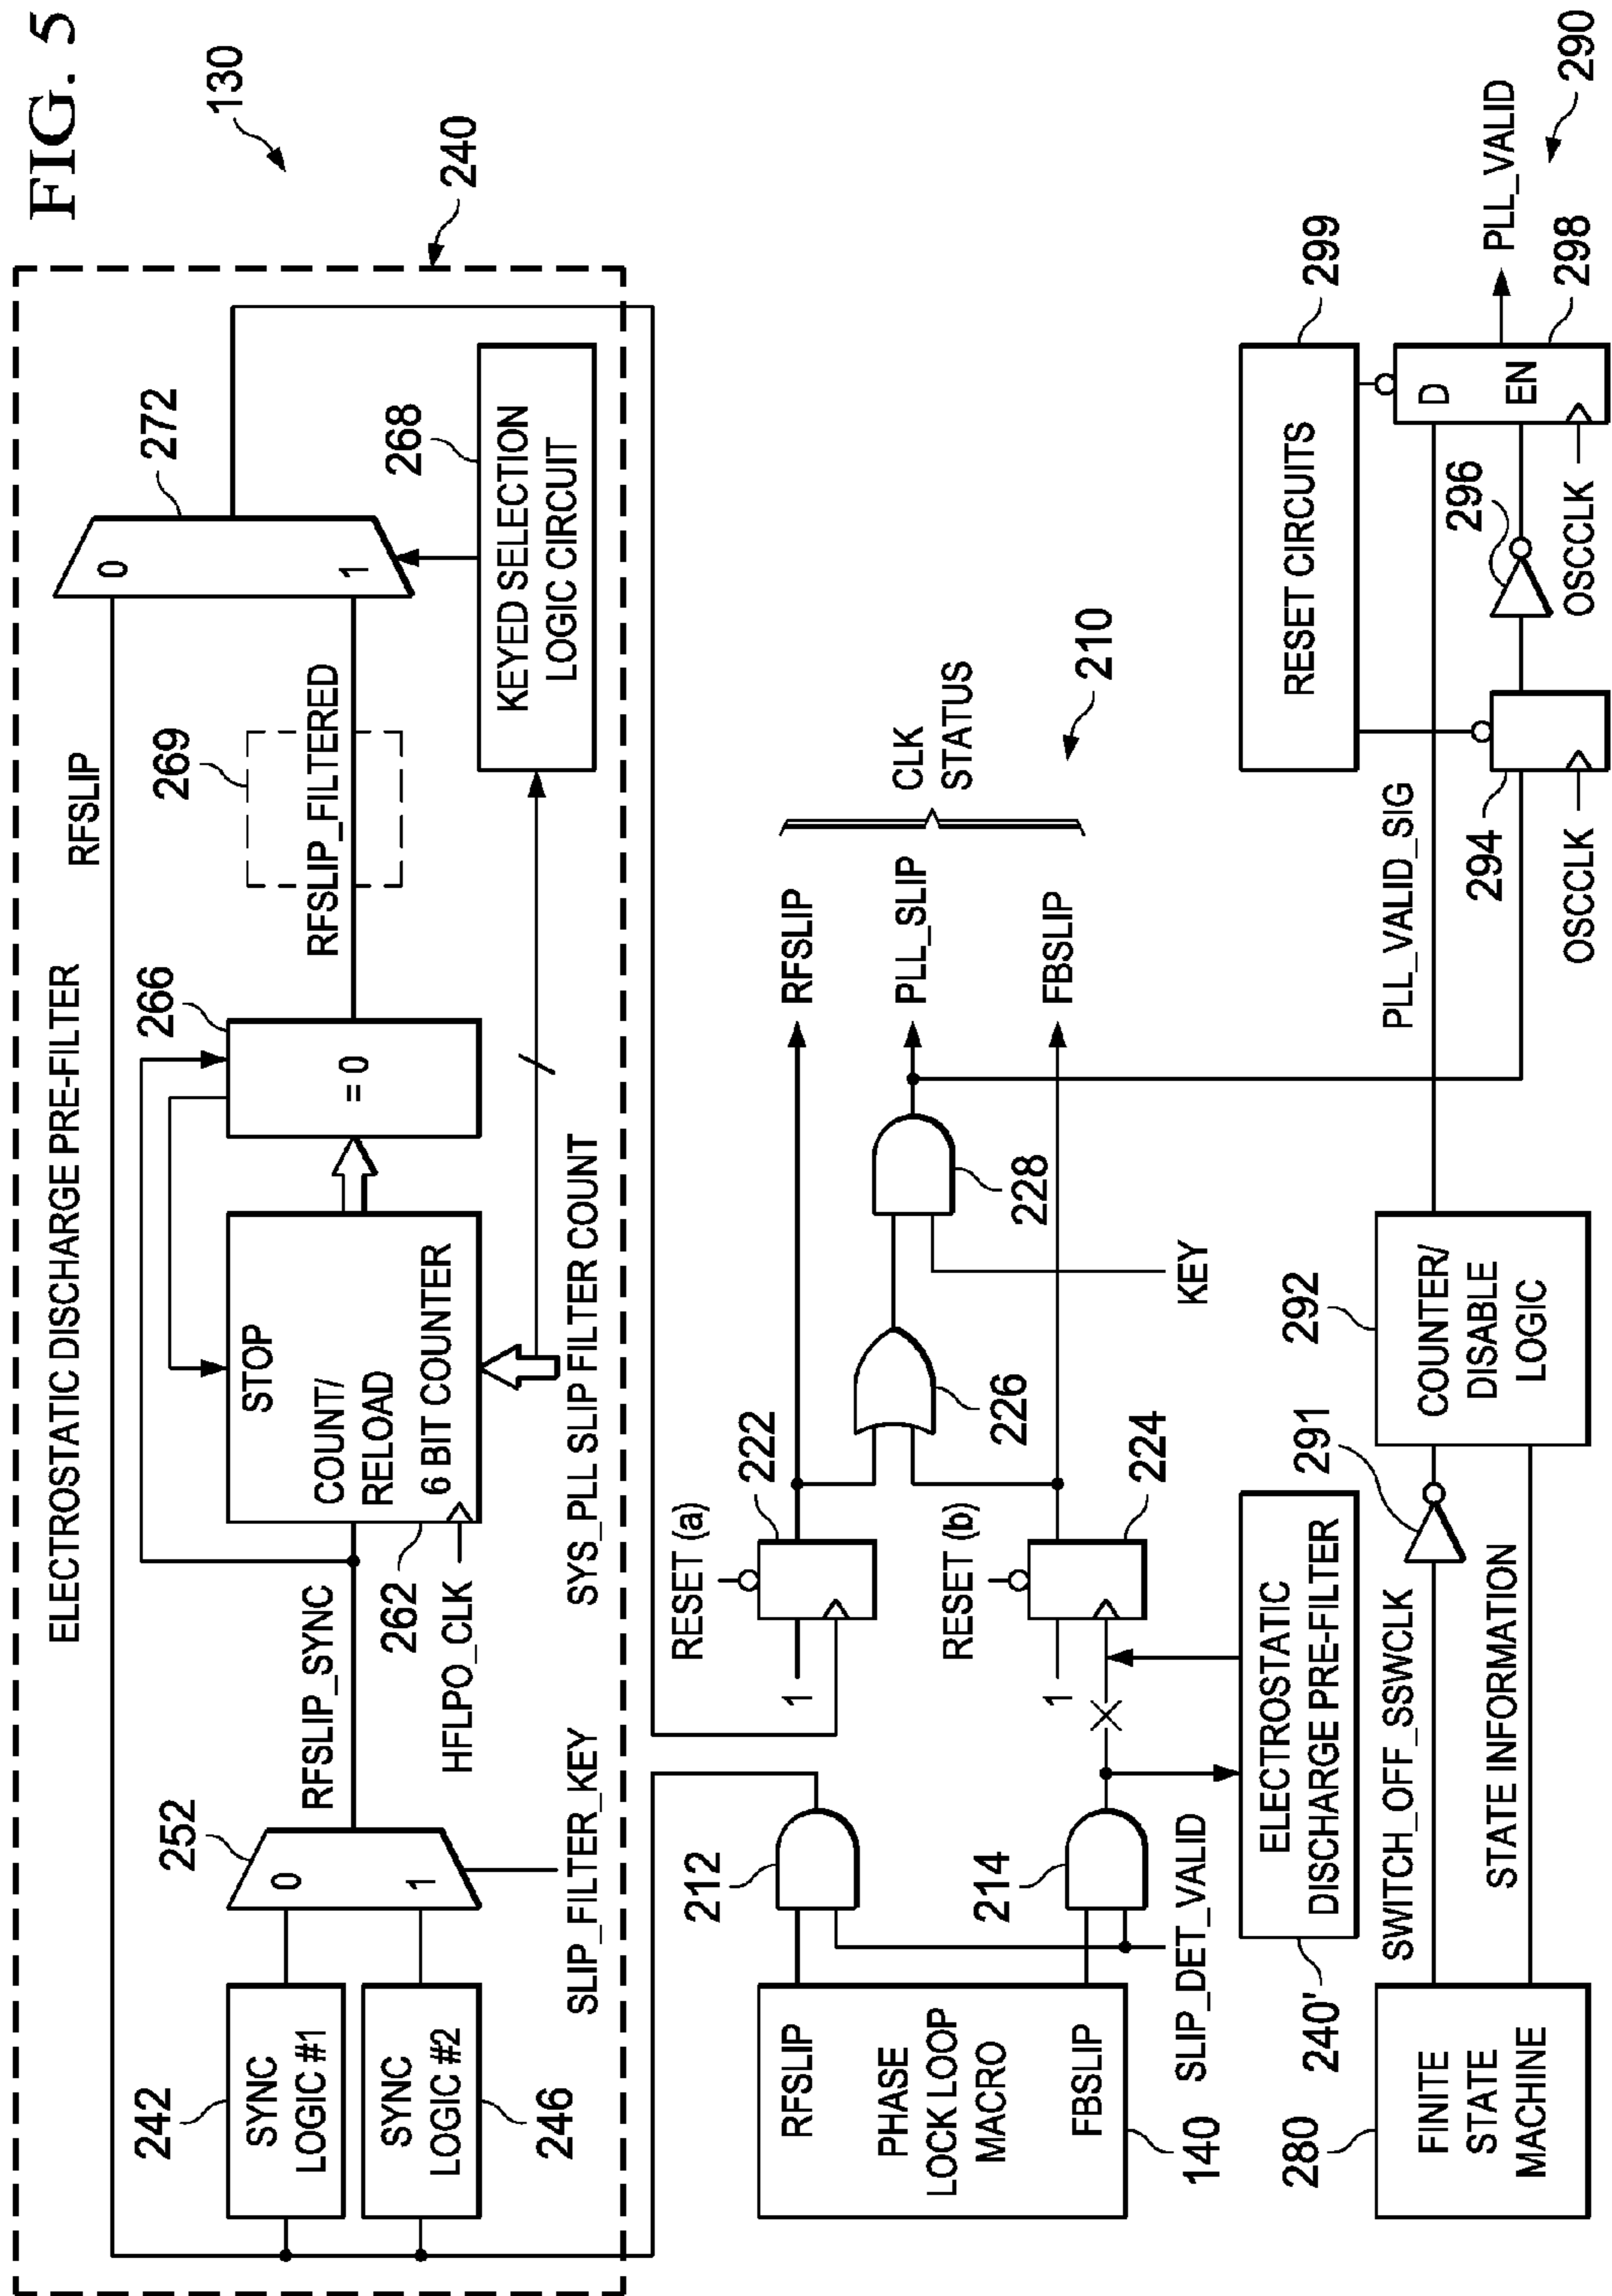 FIG. 5
130
240
ELECTROSTATIC DISCHARGE PRE-FILTER
RFSLIP
272
0
1
242
SYNC
LOGIC #1
SYNC
LOGIC #2
246
252
0
1
SLIP_FILTER_KEY
RFSLIP_SYNC
HFLPO_CLK
262
STOP
COUNT/
RELOAD
6 BIT COUNTER
SYS_PLL SLIP FILTER COUNT
266
= 0
269
RFSLIP_FILTERED
268
KEYED SELECTION
LOGIC CIRCUIT
RFSLIP
PHASE
LOCK LOOP
MACRO
FBSLIP
140
212
214
SLIP_DET_VALID
RESET (a)
222
1
RESET (b)
224
1
226
228
KEY
RFSLIP
PLL_SLIP
FBSLIP
CLK
STATUS
210
ELECTROSTATIC
DISCHARGE PRE-FILTER
240'
280
FINITE
STATE
MACHINE
SWITCH_OFF_SSWCLK
STATE INFORMATION
291
292
COUNTER/
DISABLE
LOGIC
PLL_VALID_SIG
294
OSCCLK
RESET CIRCUITS
299
296
OSCCLK
D
EN
298
PLL_VALID
290